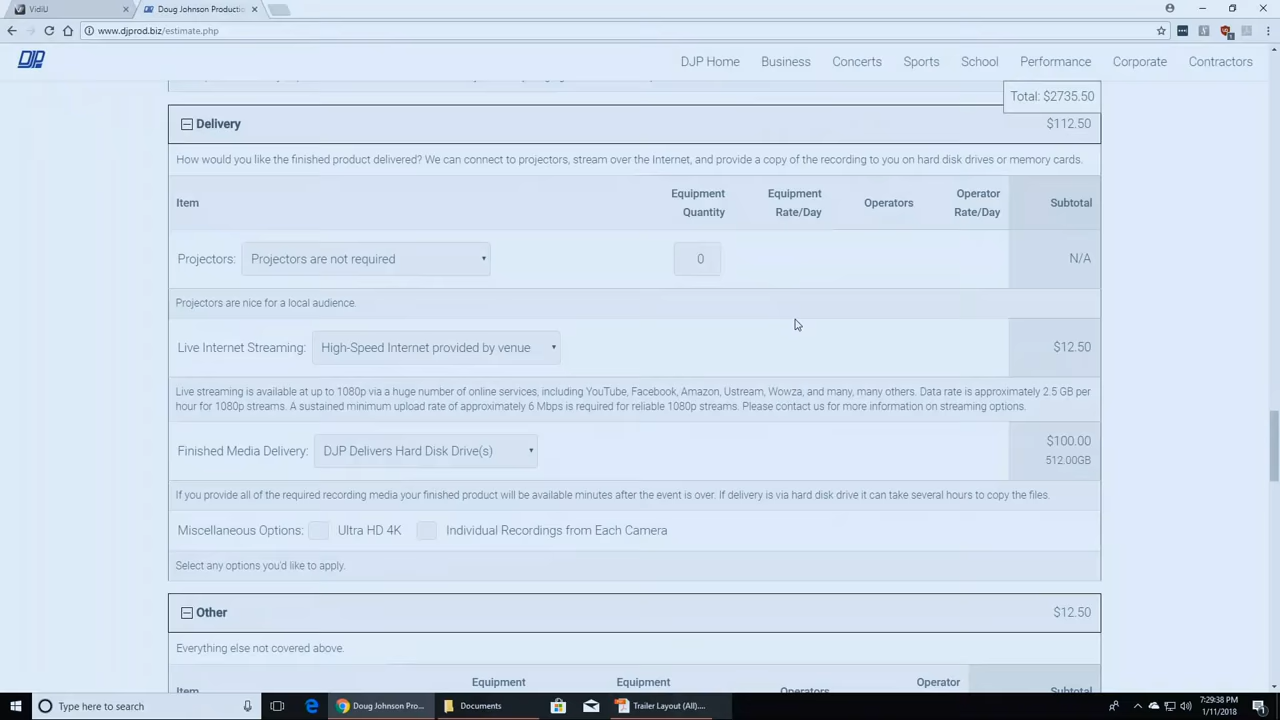 VidiU
Doug Johnson Productio
www.djprod.biz/estimate.php
DJP
DJP Home Business Concerts Sports School Performance Corporate Contractors
Total: $2735.50
Delivery $112.50
How would you like the finished product delivered? We can connect to projectors, stream over the Internet, and provide a copy of the recording to you on hard disk drives or memory cards.
Item Equipment Quantity Equipment Rate/Day Operators Operator Rate/Day Subtotal
Projectors: Projectors are not required 0 N/A
Projectors are nice for a local audience.
Live Internet Streaming: High-Speed Internet provided by venue $12.50
Live streaming is available at up to 1080p via a huge number of online services, including YouTube, Facebook, Amazon, Ustream, Wowza, and many, many others. Data rate is approximately 2.5 GB per
hour for 1080p streams. A sustained minimum upload rate of approximately 6 Mbps is required for reliable 1080p streams. Please contact us for more information on streaming options.
Finished Media Delivery: DJP Delivers Hard Disk Drive(s) $100.00
512.00GB
If you provide all of the required recording media your finished product will be available minutes after the event is over. If delivery is via hard disk drive it can take several hours to copy the files.
Miscellaneous Options: Ultra HD 4K Individual Recordings from Each Camera
Select any options you'd like to apply.
Other $12.50
Everything else not covered above.
Item Equipment Equipment Operators Operator Subtotal
Type here to search
Doug Johnson Pro...
Documents
Trailer Layout (All)....
7:29:38 PM
1/11/2018